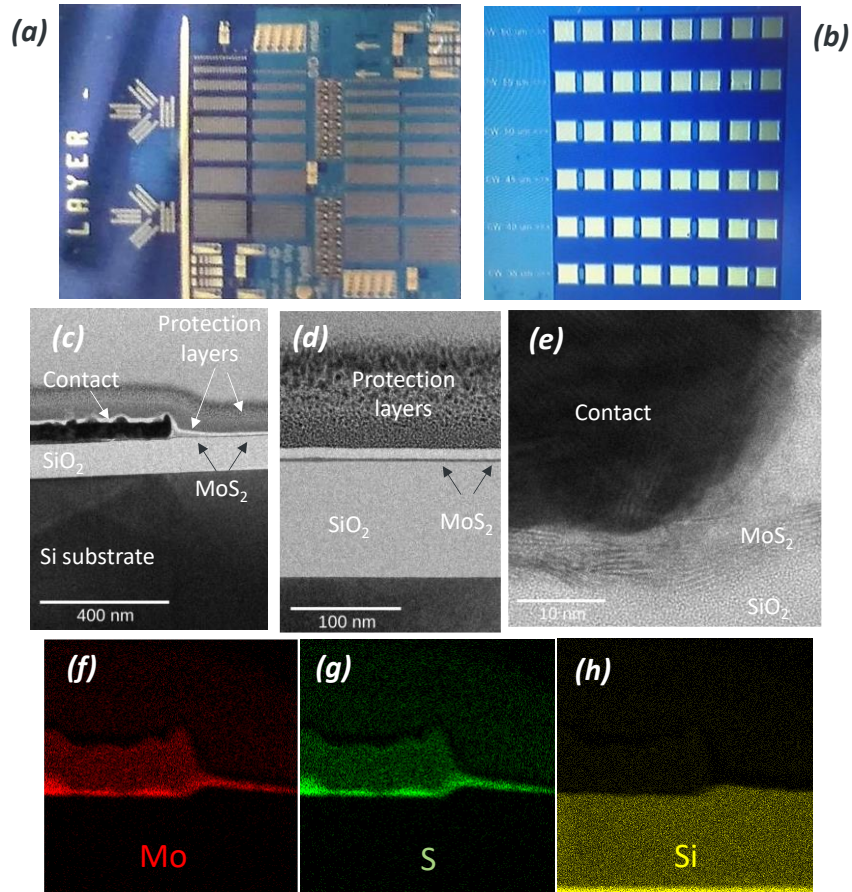 (a)
LAYER -
(b)
(c)
Protection
layers
Contact
SiO₂
MoS₂
Si substrate
400 nm
(d)
Protection
layers
MoS₂
SiO₂
100 nm
(e)
Contact
MoS₂
SiO₂
10 nm
(f)
Mo
(g)
S
(h)
Si